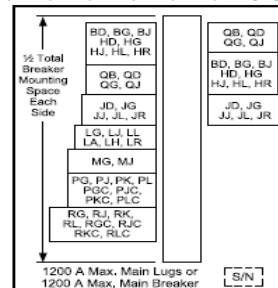 ½ Total
Breaker
Mounting
Space
Each
Side
BD, BG, BJ
HD, HG
HJ, HL, HR
QB, QD
QG, QJ
JD, JG
JJ, JL, JR
LG, LJ, LL
LA, LH, LR
MG, MJ
PG, PJ, PK, PL
PGC, PJC,
PKC, PLC
RG, RJ, RK,
RL, RGC, RJC
RKC, RLC
QB, QD
QG, QJ
BD, BG, BJ
HD, HG
HJ, HL, HR
JD, JG
JJ, JL, JR
1200 A Max. Main Lugs or
1200 A Max, Main Breaker
S/N